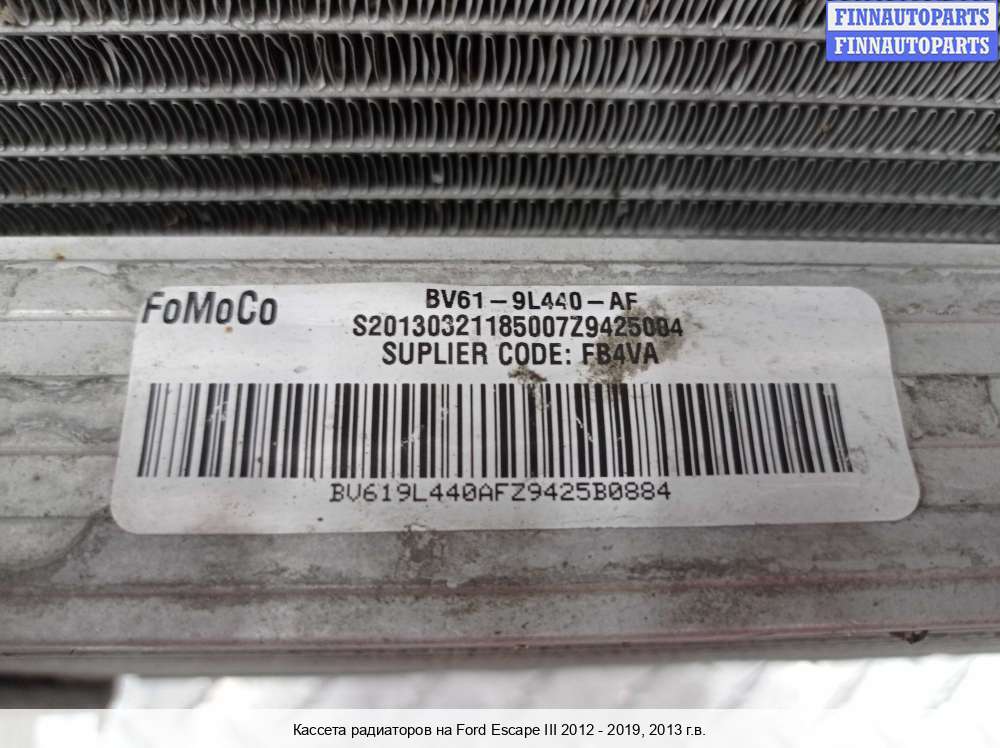 FINNAUTOPARTS
FINNAUTOPARTS
FoMoCo
BV61-9L440-AF
S20130321185007Z9425084
SUPLIER CODE: FB4VA
BV619L440AFZ9425B0884
Кассета радиаторов на Ford Escape III 2012 - 2019, 2013 г.в.